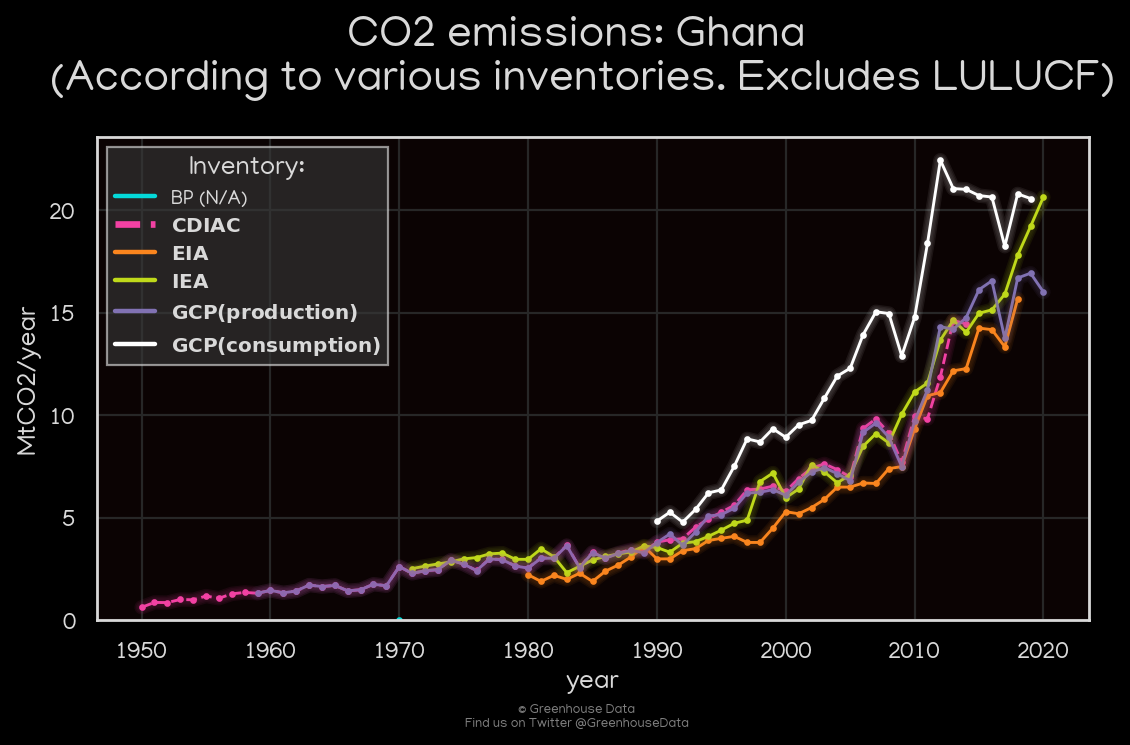 CO2 emissions: Ghana
(According to various inventories. Excludes LULUCF)
Inventory:
BP (N/A)
CDIAC
EIA
IEA
GCP(production)
GCP(consumption)
MtCO2/year
20
15
10
5
0
1950 1960 1970 1980 1990 2000 2010 2020
year
© Greenhouse Data
Find us on Twitter @GreenhouseData